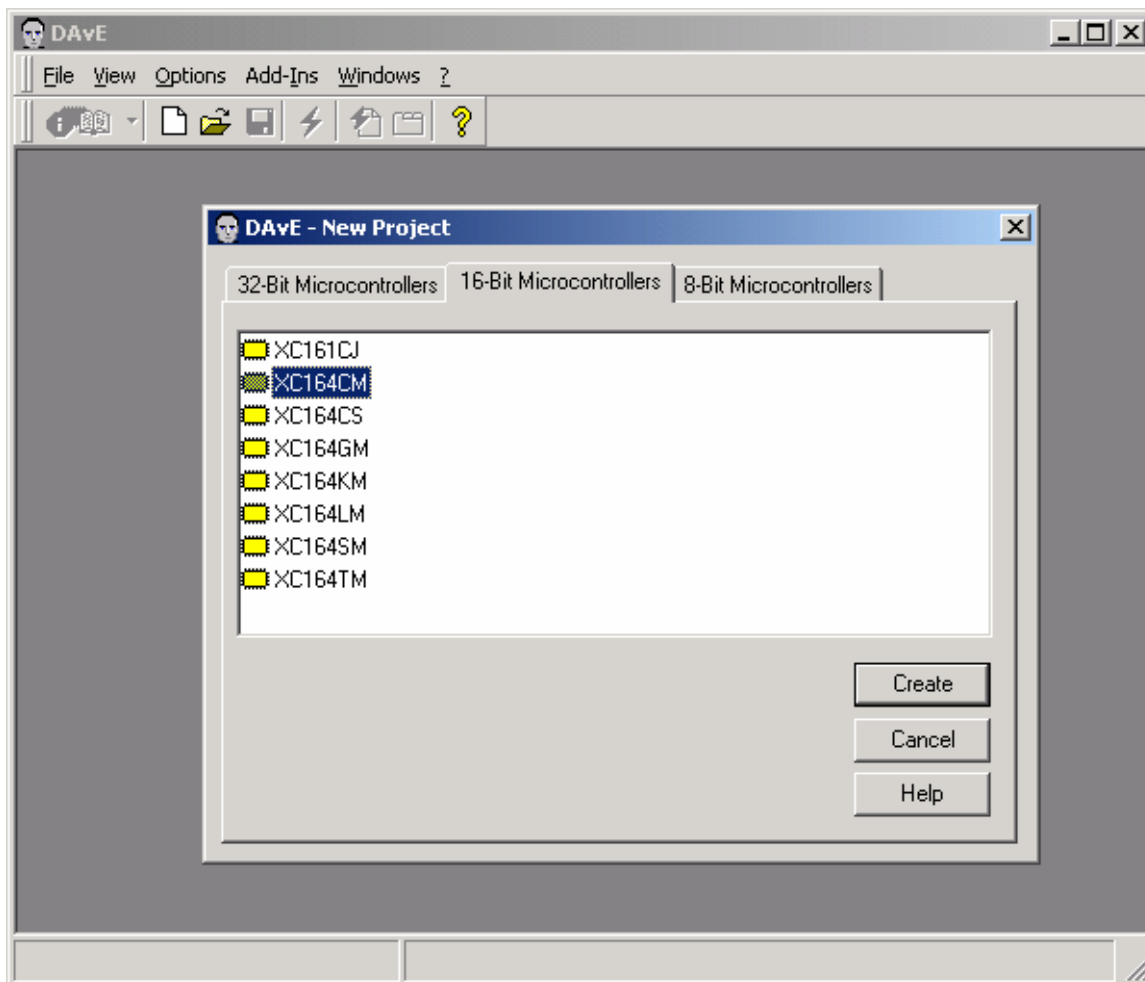 DAvE
File View Options Add-Ins Windows ?
DAvE - New Project
32-Bit Microcontrollers 16-Bit Microcontrollers 8-Bit Microcontrollers
XC161CJ
XC164CM
XC164CS
XC164GM
XC164KM
XC164LM
XC164SM
XC164TM
Create
Cancel
Help